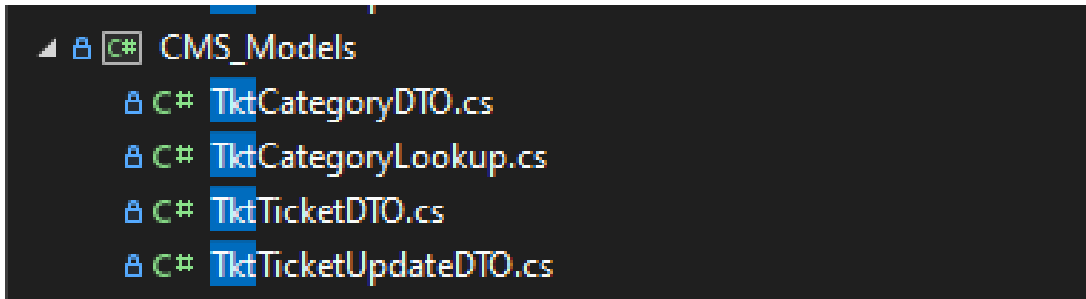 C# CMS_Models
C# TktCategoryDTO.cs
C# TktCategoryLookup.cs
C# TktTicketDTO.cs
C# TktTicketUpdateDTO.cs